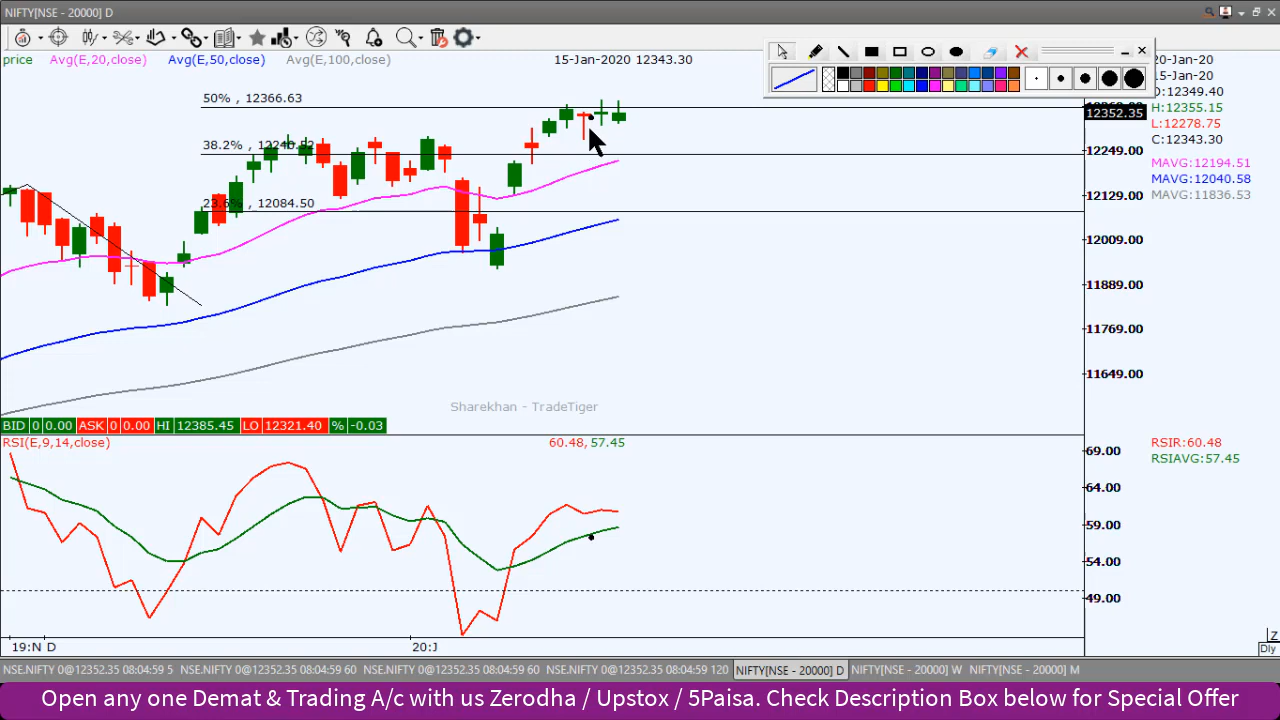 NIFTY[NSE - 20000] D
price Avg(E,20,close) Avg(E,50,close) Avg(E,100,close) 15-Jan-2020 12343.30
20-Jan-20
15-Jan-20
O:12349.40
H:12355.15
L:12278.75
C:12343.30
MAVG:12194.51
MAVG:12040.58
MAVG:11836.53
50% , 12366.63
38.2% , 12240.52
23.6% , 12084.50
12352.35
12249.00
12129.00
12009.00
11889.00
11769.00
11649.00
Sharekhan - TradeTiger
BID 0 0.00 ASK 0 0.00 HI 12385.45 LO 12321.40 % -0.03
RSI(E,9,14,close) 60.48, 57.45
RSIR:60.48
RSIAVG:57.45
69.00
64.00
59.00
54.00
49.00
19:N D 20:J
Z
Dly
NSE.NIFTY 0@12352.35 08:04:59 5 NSE.NIFTY 0@12352.35 08:04:59 60 NSE.NIFTY 0@12352.35 08:04:59 60 NSE.NIFTY 0@12352.35 08:04:59 120 NIFTY[NSE - 20000] D NIFTY[NSE - 20000] W NIFTY[NSE - 20000] M
Open any one Demat & Trading A/c with us Zerodha / Upstox / 5Paisa. Check Description Box below for Special Offer